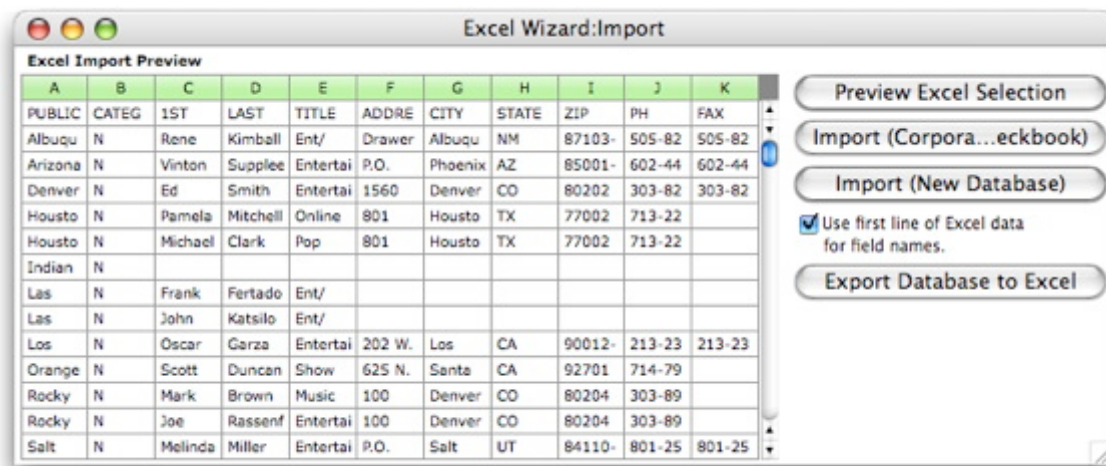 Excel Wizard:Import
Excel Import Preview
A B C D E F G H I J K
PUBLIC CATEG 1ST LAST TITLE ADDRE CITY STATE ZIP PH FAX
Albuqu N Rene Kimball Ent/ Drawer Albuqu NM 87103- 505-82 505-82
Arizona N Vinton Supplee Entertai P.O. Phoenix AZ 85001- 602-44 602-44
Denver N Ed Smith Entertai 1560 Denver CO 80202 303-82 303-82
Housto N Pamela Mitchell Online 801 Housto TX 77002 713-22
Housto N Michael Clark Pop 801 Housto TX 77002 713-22
Indian N
Las N Frank Fertado Ent/
Las N John Katsilo Ent/
Los N Oscar Garza Entertai 202 W. Los CA 90012- 213-23 213-23
Orange N Scott Duncan Show 625 N. Santa CA 92701 714-79
Rocky N Mark Brown Music 100 Denver CO 80204 303-89
Rocky N Joe Rassenf Entertai 100 Denver CO 80204 303-89
Salt N Melinda Miller Entertai P.O. Salt UT 84110- 801-25 801-25
Preview Excel Selection
Import (Corpora...eckbook)
Import (New Database)
Use first line of Excel data
for field names.
Export Database to Excel